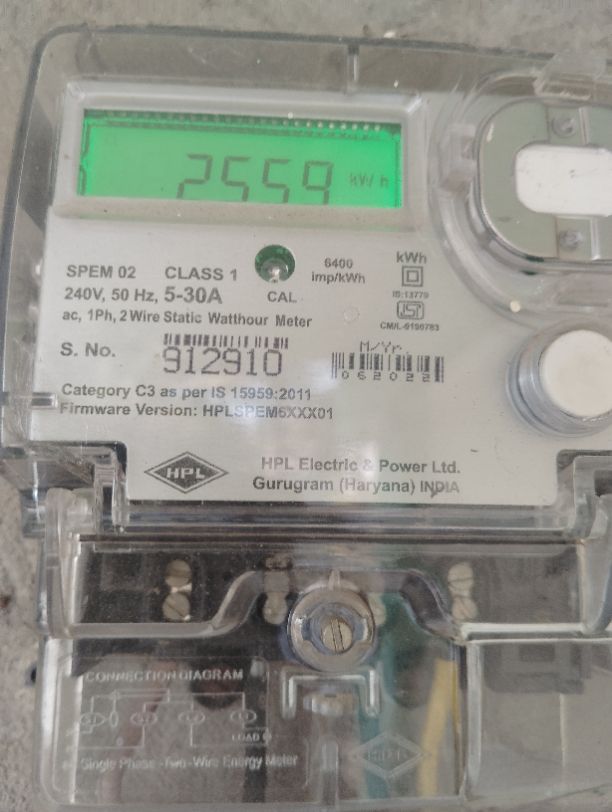 2559 kWh
SPEM 02 CLASS 1
240V, 50 Hz, 5-30A
ac, 1Ph, 2 Wire Static Watthour Meter
CAL
6400
imp/kWh
kWh
IS:13779
ISI
CM/L-9196783
S. No. 912910
M/Yr.
062022
Category C3 as per IS 15959:2011
Firmware Version: HPLSPEM6XXX01
HPL
HPL Electric & Power Ltd.
Gurugram (Haryana) INDIA
CONNECTION DIAGRAM
LOAD
Single Phase -Two-Wire Energy Meter
HPL